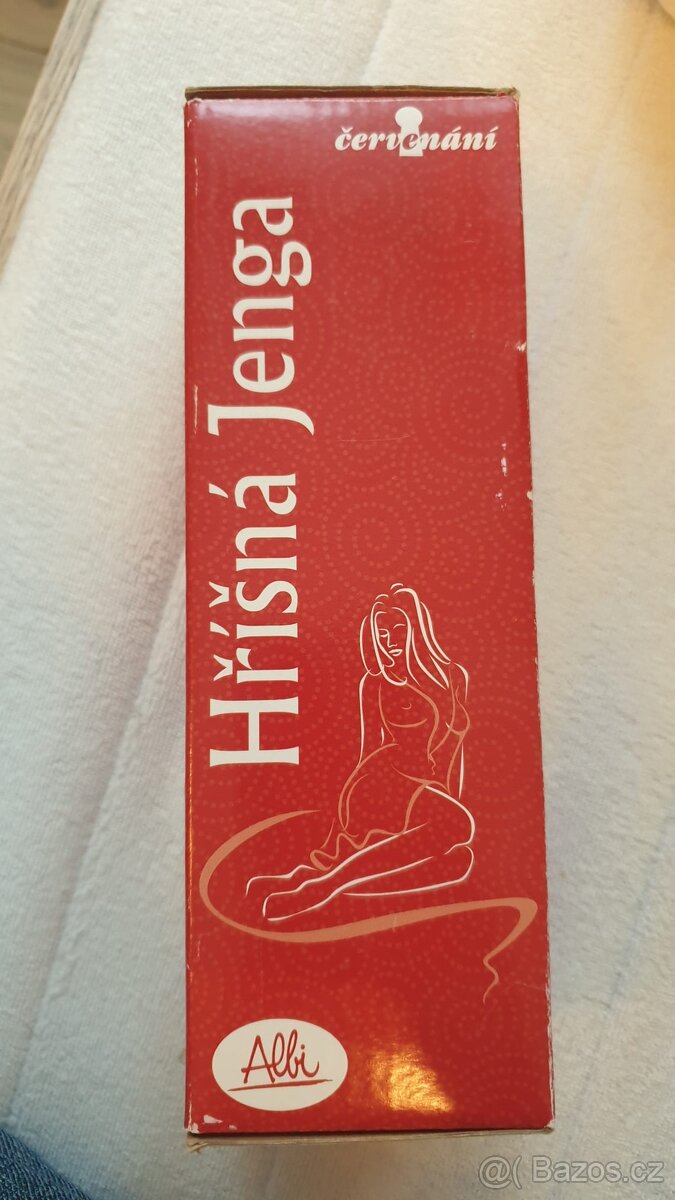 červenání
Hříšná Jenga
Albi
@( Bazos.cz